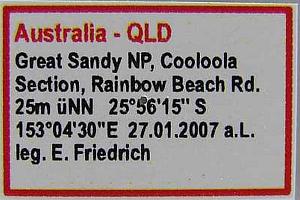 Australia - QLD
Great Sandy NP, Cooloola
Section, Rainbow Beach Rd.
25m üNN 25°56'15" S
153°04'30"E 27.01.2007 a.L.
leg. E. Friedrich